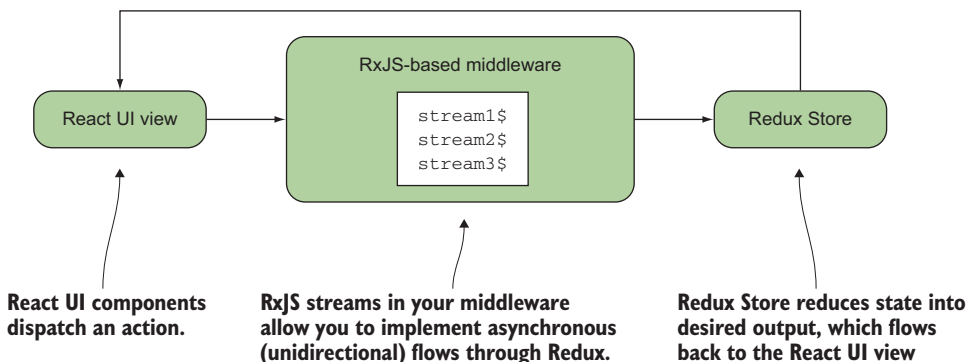 RxJS-based middleware
React UI view
stream1$
stream2$
stream3$
Redux Store
React UI components
dispatch an action.
RxJS streams in your middleware
allow you to implement asynchronous
(unidirectional) flows through Redux.
Redux Store reduces state into
desired output, which flows
back to the React UI view